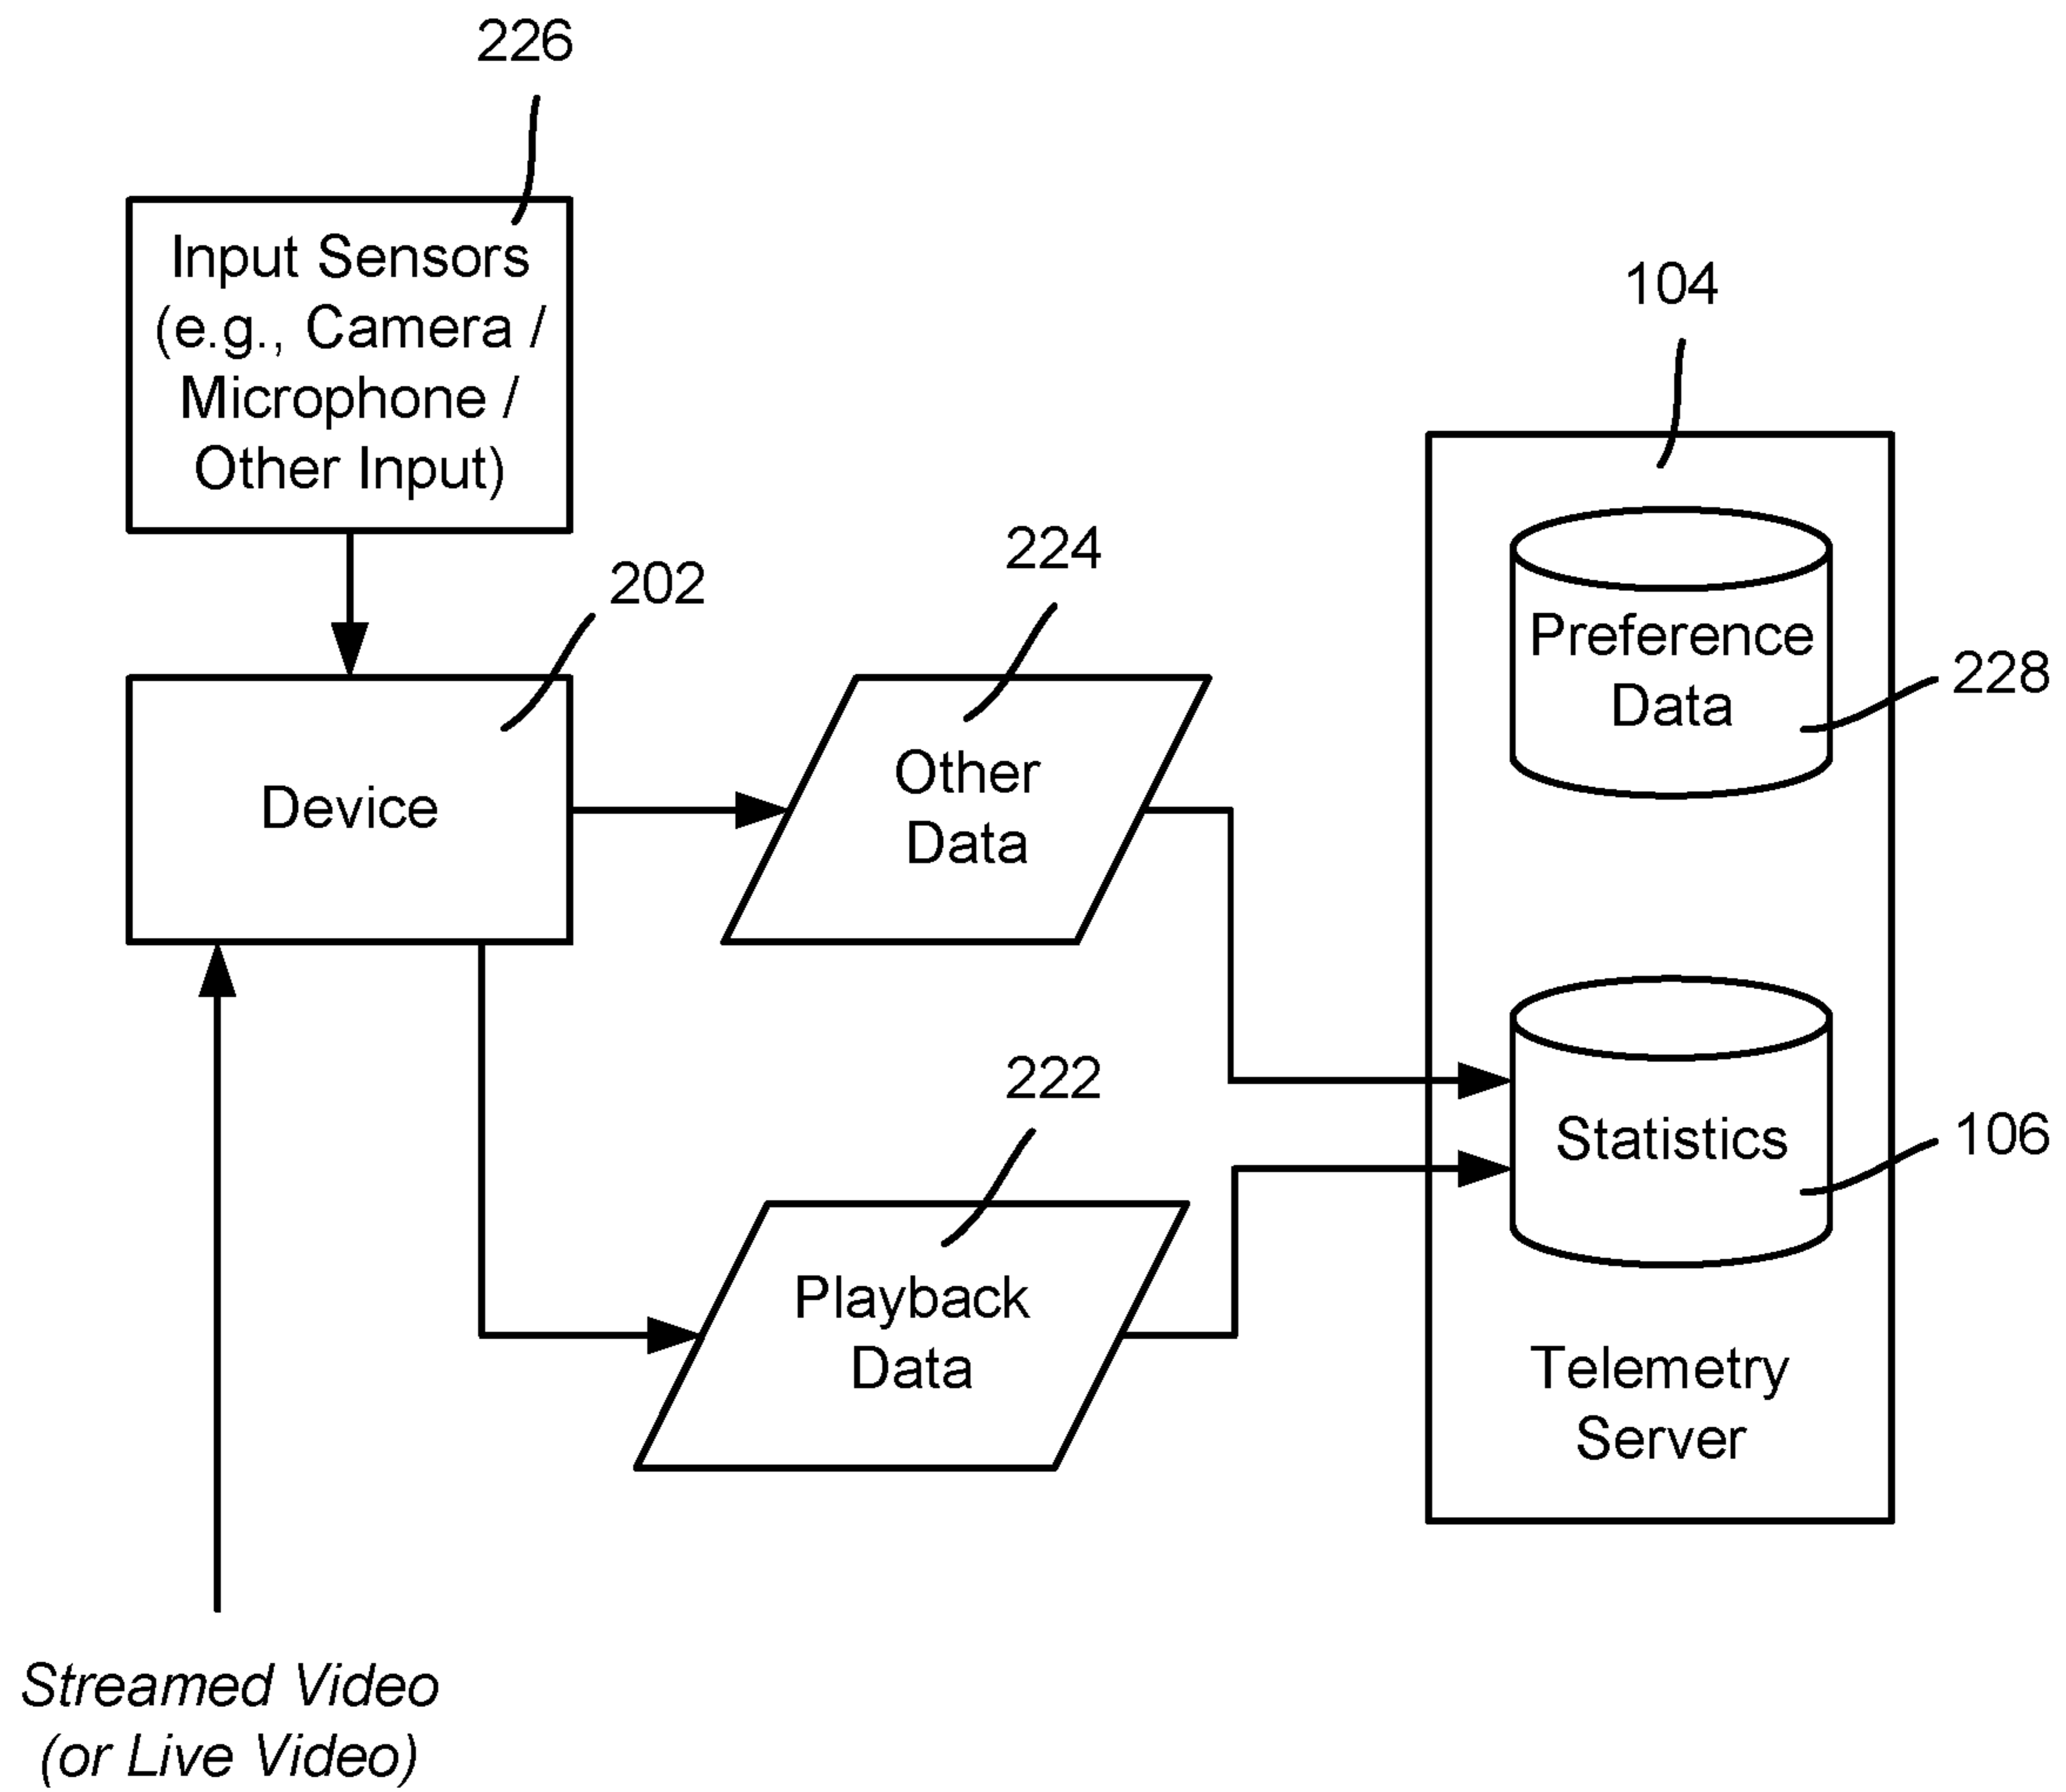 226
Input Sensors
(e.g., Camera /
Microphone /
Other Input)
104
202
224
Preference
Data
228
Device
Other
Data
222
Statistics
106
Playback
Data
Telemetry
Server
Streamed Video
(or Live Video)